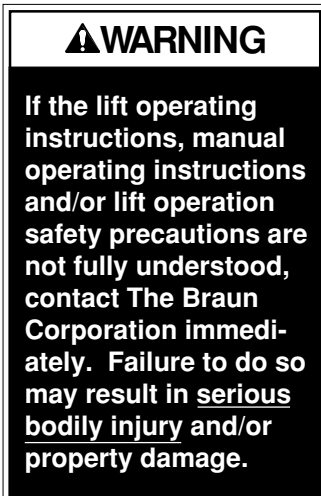 WARNING
If the lift operating
instructions, manual
operating instructions
and/or lift operation
safety precautions are
not fully understood,
contact The Braun
Corporation immedi-
ately.  Failure to do so
may result in serious
bodily injury and/or
property damage.